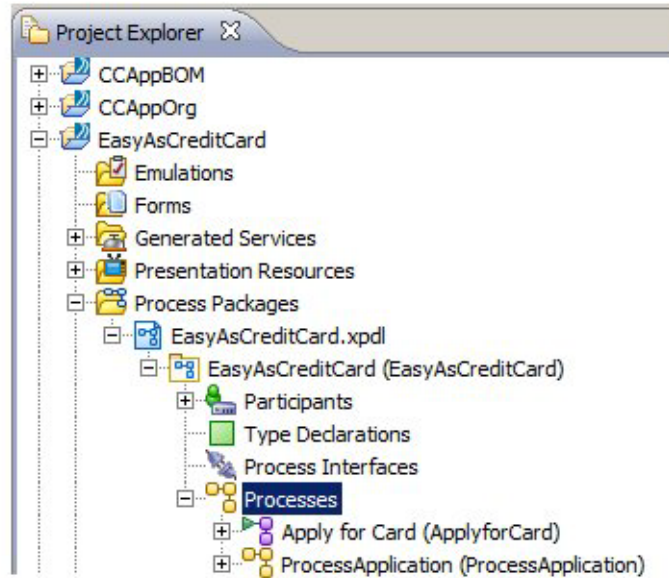 Project Explorer
CCAppBOM
CCAppOrg
EasyAsCreditCard
Emulations
Forms
Generated Services
Presentation Resources
Process Packages
EasyAsCreditCard.xpdl
EasyAsCreditCard (EasyAsCreditCard)
Participants
Type Declarations
Process Interfaces
Processes
Apply for Card (ApplyforCard)
ProcessApplication (ProcessApplication)